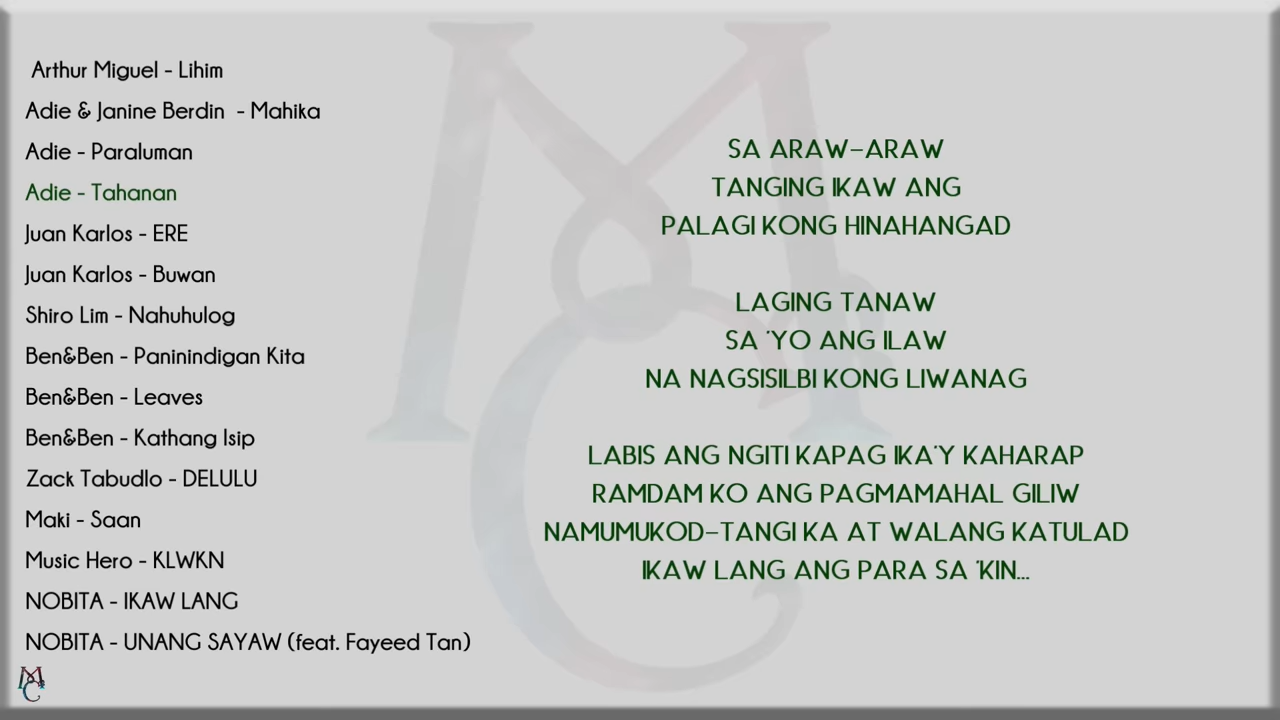 Arthur Miguel - Lihim
Adie & Janine Berdin - Mahika
Adie - Paraluman
Adie - Tahanan
Juan Karlos - ERE
Juan Karlos - Buwan
Shiro Lim - Nahuhulog
Ben&Ben - Paninindigan Kita
Ben&Ben - Leaves
Ben&Ben - Kathang Isip
Zack Tabudlo - DELULU
Maki - Saan
Music Hero - KLWKN
NOBITA - IKAW LANG
NOBITA - UNANG SAYAW (feat. Fayeed Tan)
SA ARAW-ARAW
TANGING IKAW ANG
PALAGI KONG HINAHANGAD
LAGING TANAW
SA 'YO ANG ILAW
NA NAGSISILBI KONG LIWANAG
LABIS ANG NGITI KAPAG IKA'Y KAHARAP
RAMDAM KO ANG PAGMAMAHAL GILIW
NAMUMUKOD-TANGI KA AT WALANG KATULAD
IKAW LANG ANG PARA SA 'KIN...
MC